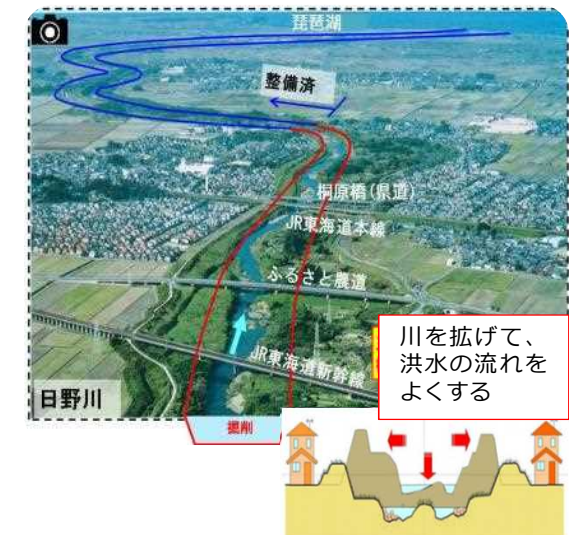 琵琶湖
整備済
桐原橋(県道)
JR東海道本線
ふるさと農道
JR東海道新幹線
日野川
川を拡げて、
洪水の流れを
よくする
掘削